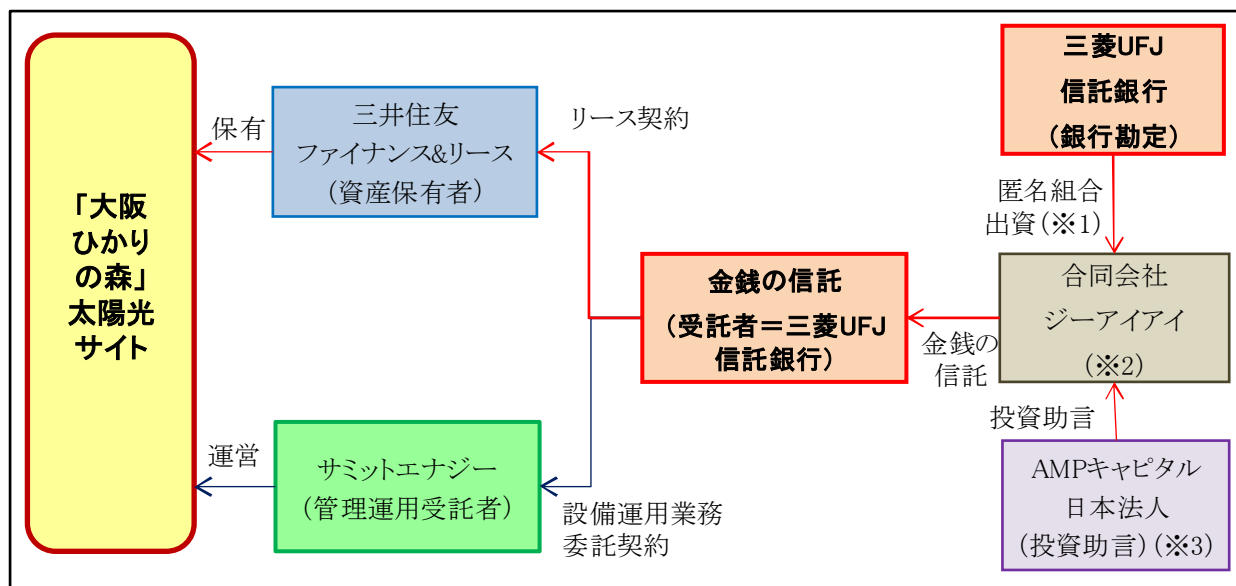 「大阪
ひかり
の森」
太陽光
サイト
保有
三井住友
ファイナンス&リース
（資産保有者）
リース契約
三菱UFJ
信託銀行
（銀行勘定）
匿名組合
出資（※1）
金銭の信託
（受託者＝三菱UFJ
信託銀行）
金銭の
信託
合同会社
ジーアイアイ
（※2）
投資助言
AMPキャピタル
日本法人
（投資助言）（※3）
運営
サミットエナジー
（管理運用受託者）
設備運用業務
委託契約